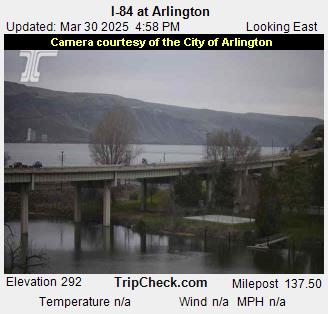 I-84 at Arlington
Updated: Mar 30 2025 4:58 PM Looking East
Camera courtesy of the City of Arlington
Elevation 292 TripCheck.com Milepost 137.50
Temperature n/a Wind n/a MPH n/a